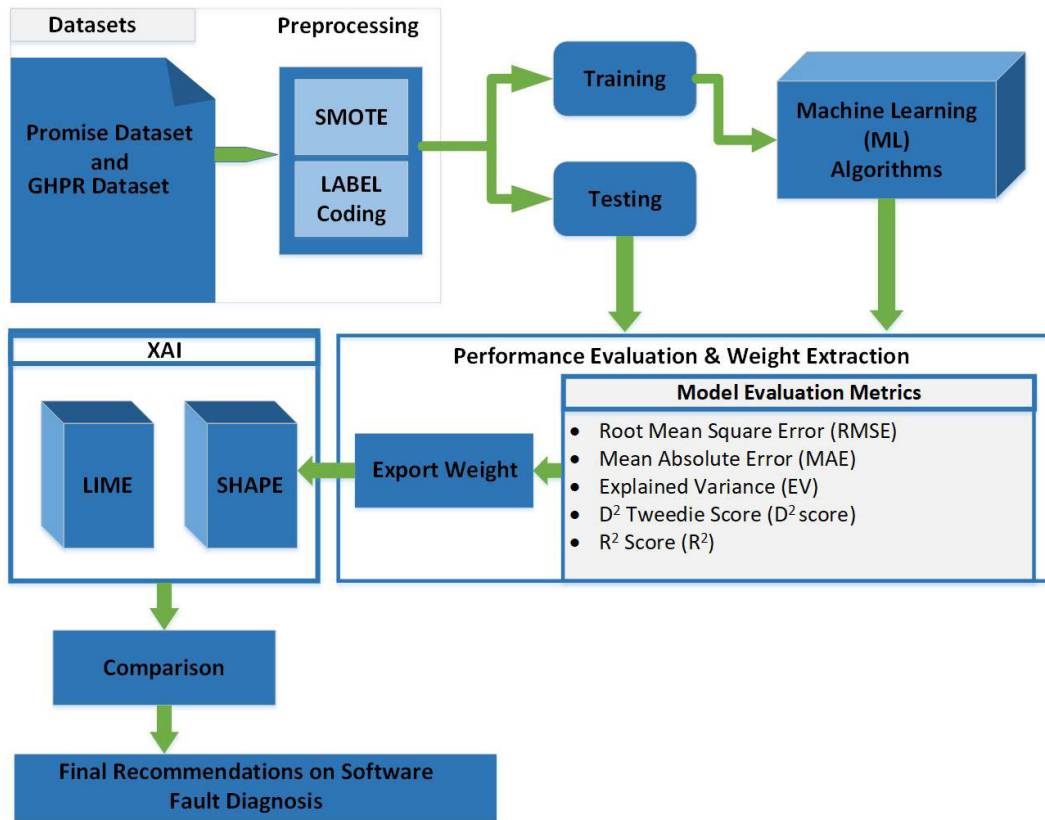 Datasets
Preprocessing
Promise Dataset
and
GHPR Dataset
SMOTE
LABEL
Coding
Training
Testing
Machine Learning
(ML)
Algorithms
XAI
LIME
SHAPE
Performance Evaluation & Weight Extraction
Export Weight
Model Evaluation Metrics
• Root Mean Square Error (RMSE)
• Mean Absolute Error (MAE)
• Explained Variance (EV)
• D² Tweedie Score (D² score)
• R² Score (R²)
Comparison
Final Recommendations on Software
Fault Diagnosis